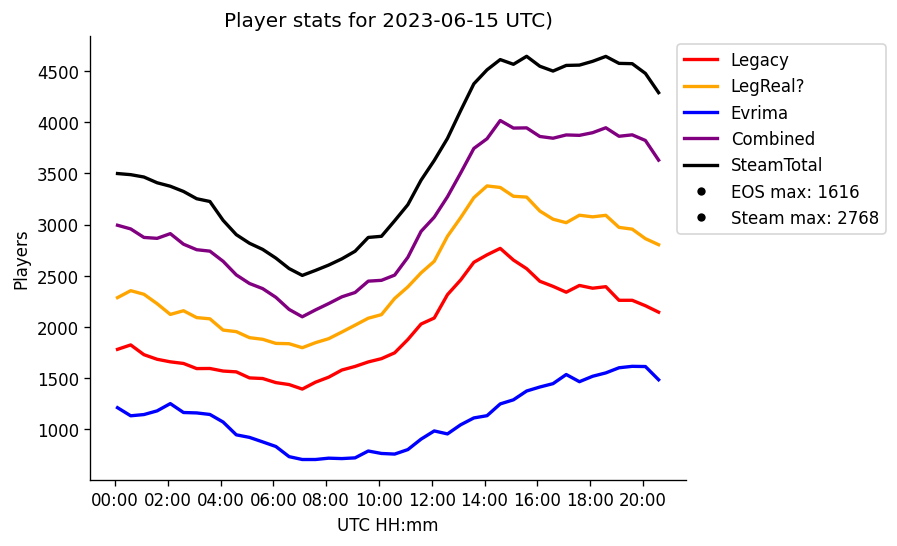 Player stats for 2023-06-15 UTC)
Legacy
LegReal?
Evrima
Combined
SteamTotal
EOS max: 1616
Steam max: 2768
Players
4500
4000
3500
3000
2500
2000
1500
1000
00:00 02:00 04:00 06:00 08:00 10:00 12:00 14:00 16:00 18:00 20:00
UTC HH:mm